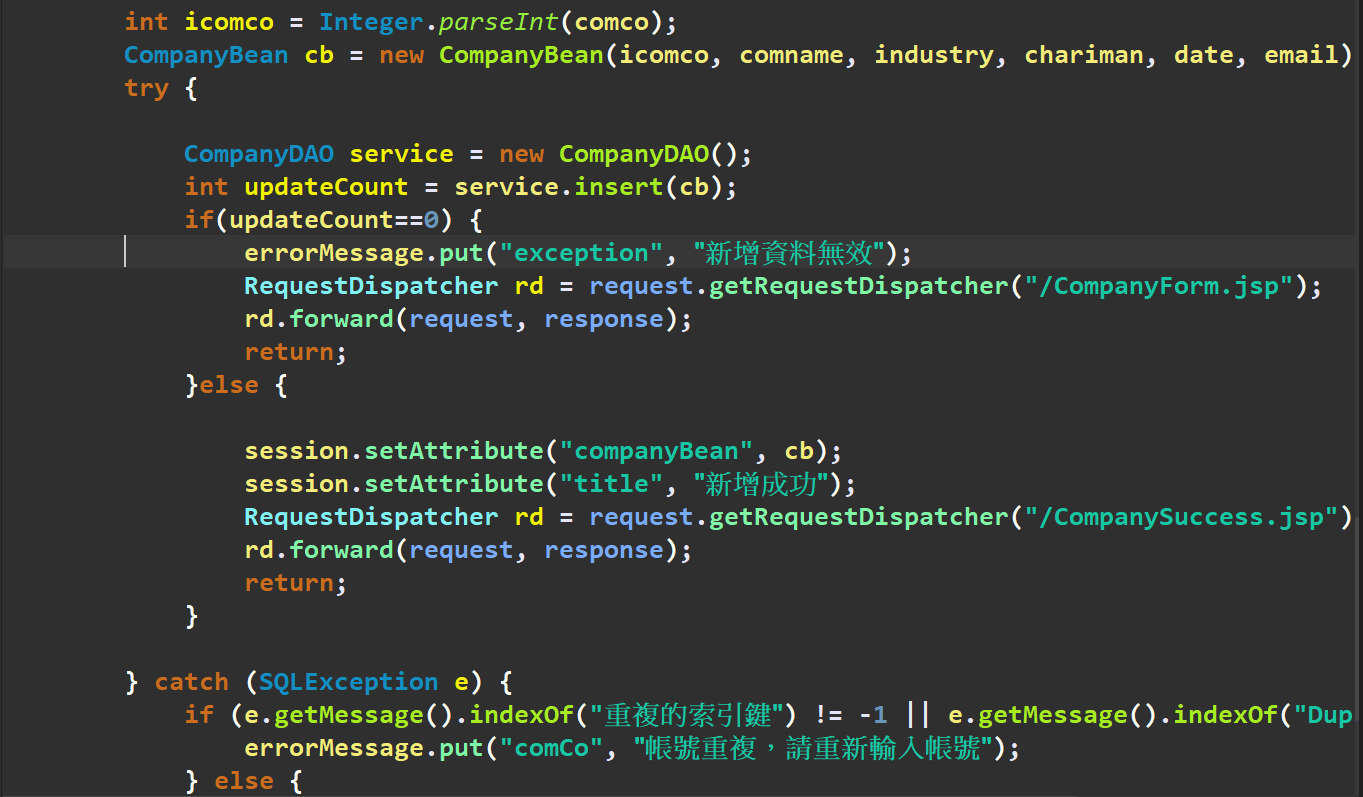 int icomco = Integer.parseInt(comco);
CompanyBean cb = new CompanyBean(icomco, comname, industry, chariman, date, email)
try {
CompanyDAO service = new CompanyDAO();
int updateCount = service.insert(cb);
if(updateCount==0) {
errorMessage.put("exception", "新增資料無效");
RequestDispatcher rd = request.getRequestDispatcher("/CompanyForm.jsp");
rd.forward(request, response);
return;
}else {
session.setAttribute("companyBean", cb);
session.setAttribute("title", "新增成功");
RequestDispatcher rd = request.getRequestDispatcher("/CompanySuccess.jsp")
rd.forward(request, response);
return;
}
} catch (SQLException e) {
if (e.getMessage().indexOf("重複的索引鍵") != -1 || e.getMessage().indexOf("Dup
errorMessage.put("comCo", "帳號重複，請重新輸入帳號");
} else {